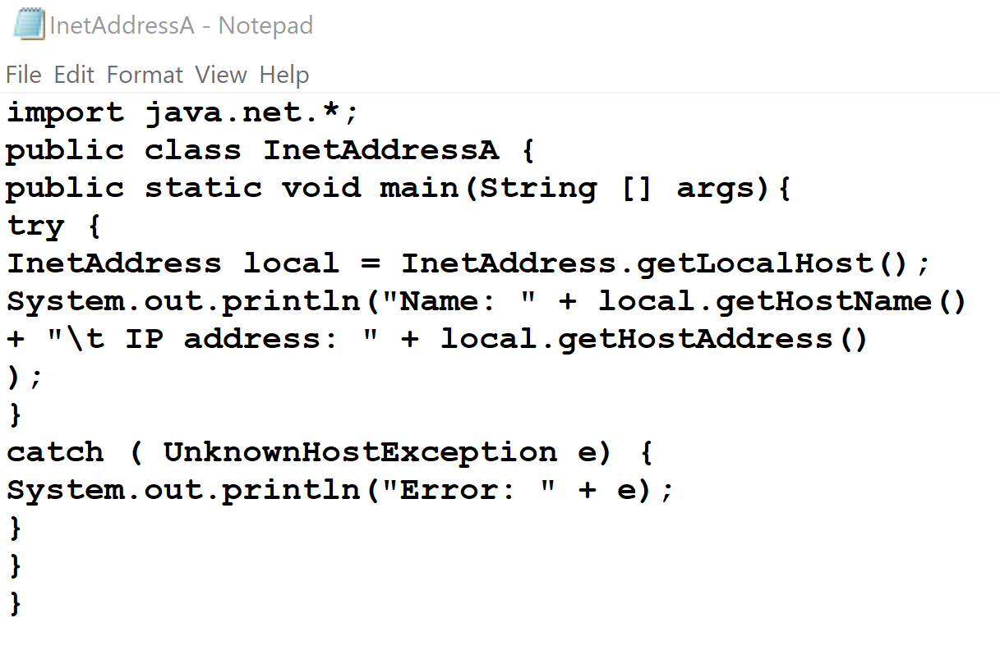 InetAddressA - Notepad
File Edit Format View Help
import java.net.*;
public class InetAddressA {
public static void main(String [] args){
try {
InetAddress local = InetAddress.getLocalHost();
System.out.println("Name: " + local.getHostName()
+ "\t IP address: " + local.getHostAddress()
);
}
catch ( UnknownHostException e) {
System.out.println("Error: " + e);
}
}
}